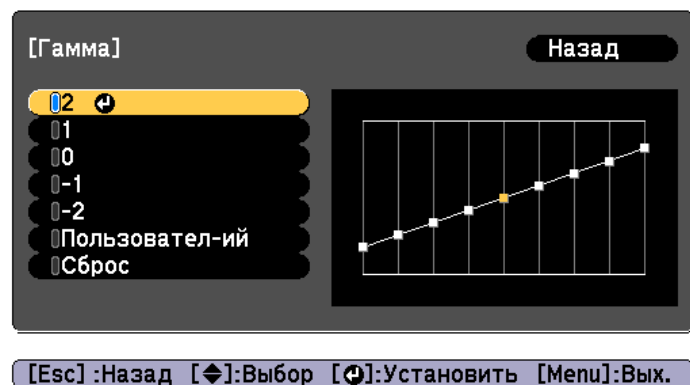 [Гамма]
Назад
2
1
0
-1
-2
Пользовател-ий
Сброс
[Esc] :Назад [◆]:Выбор [↵]:Установить [Menu]:Вых.